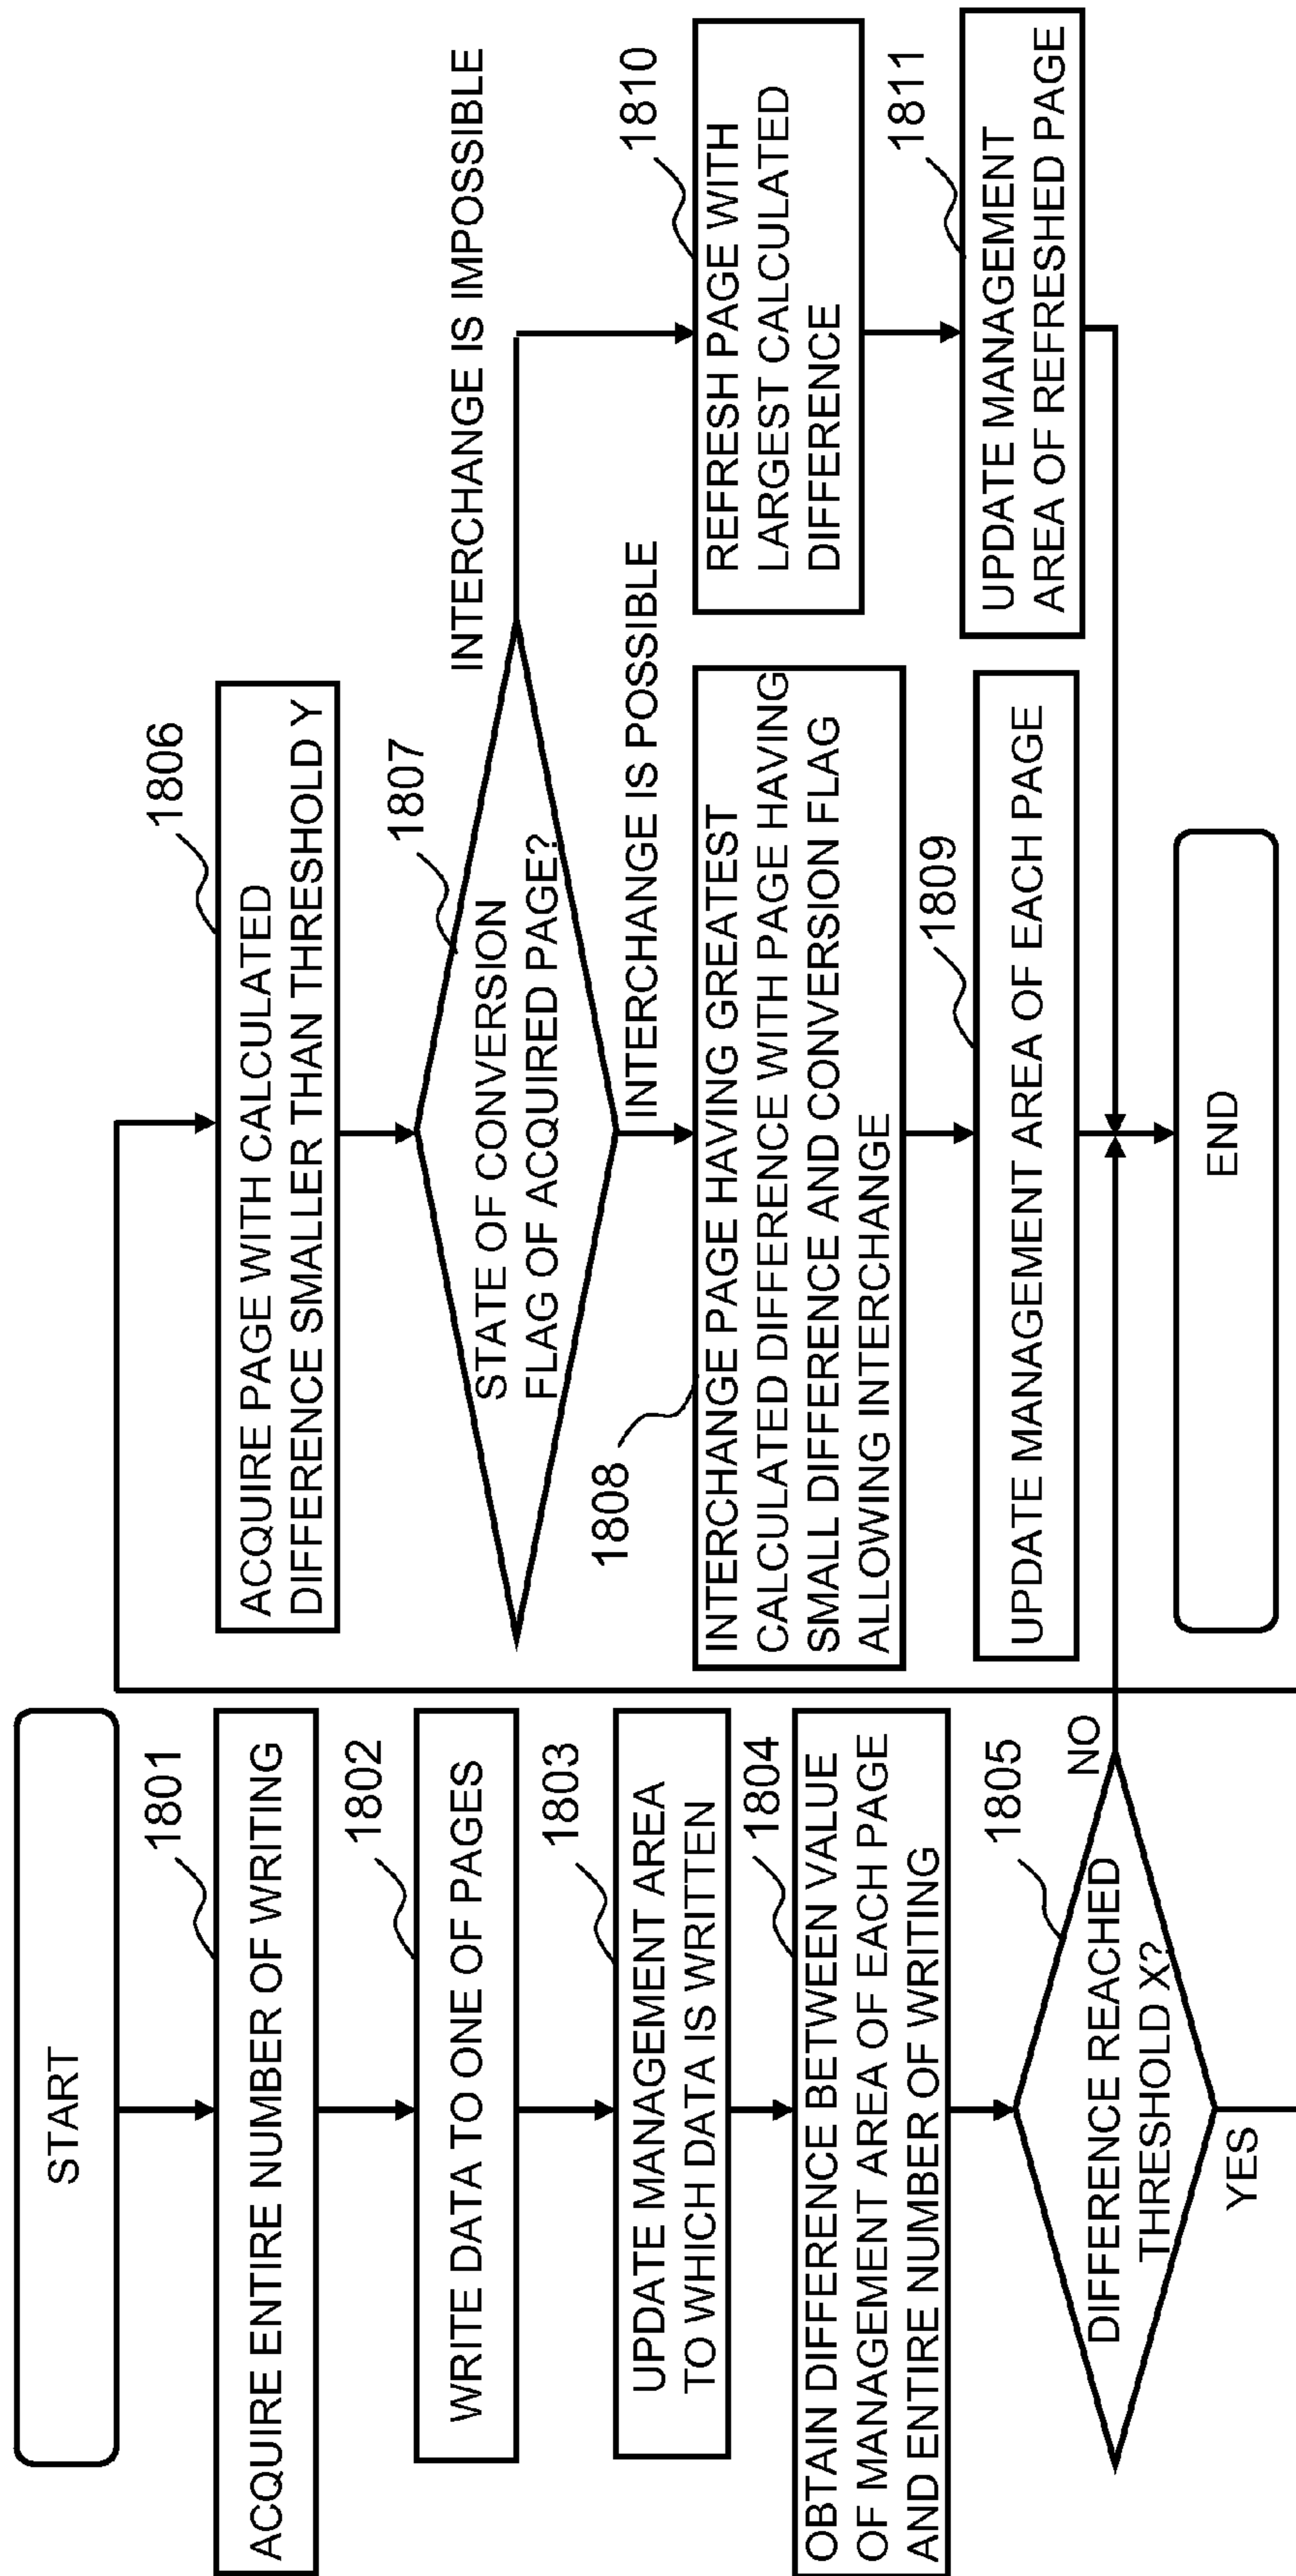 START
1801
ACQUIRE ENTIRE NUMBER OF WRITING
1802
WRITE DATA TO ONE OF PAGES
1803
UPDATE MANAGEMENT AREA
TO WHICH DATA IS WRITTEN
1804
OBTAIN DIFFERENCE BETWEEN VALUE
OF MANAGEMENT AREA OF EACH PAGE
AND ENTIRE NUMBER OF WRITING
1805
DIFFERENCE REACHED
THRESHOLD X?
NO
YES
1806
ACQUIRE PAGE WITH CALCULATED
DIFFERENCE SMALLER THAN THRESHOLD Y
1807
STATE OF CONVERSION
FLAG OF ACQUIRED PAGE?
INTERCHANGE IS IMPOSSIBLE
INTERCHANGE IS POSSIBLE
1808
INTERCHANGE PAGE HAVING GREATEST
CALCULATED DIFFERENCE WITH PAGE HAVING
SMALL DIFFERENCE AND CONVERSION FLAG
ALLOWING INTERCHANGE
1809
UPDATE MANAGEMENT AREA OF EACH PAGE
1810
REFRESH PAGE WITH
LARGEST CALCULATED
DIFFERENCE
1811
UPDATE MANAGEMENT
AREA OF REFRESHED PAGE
END